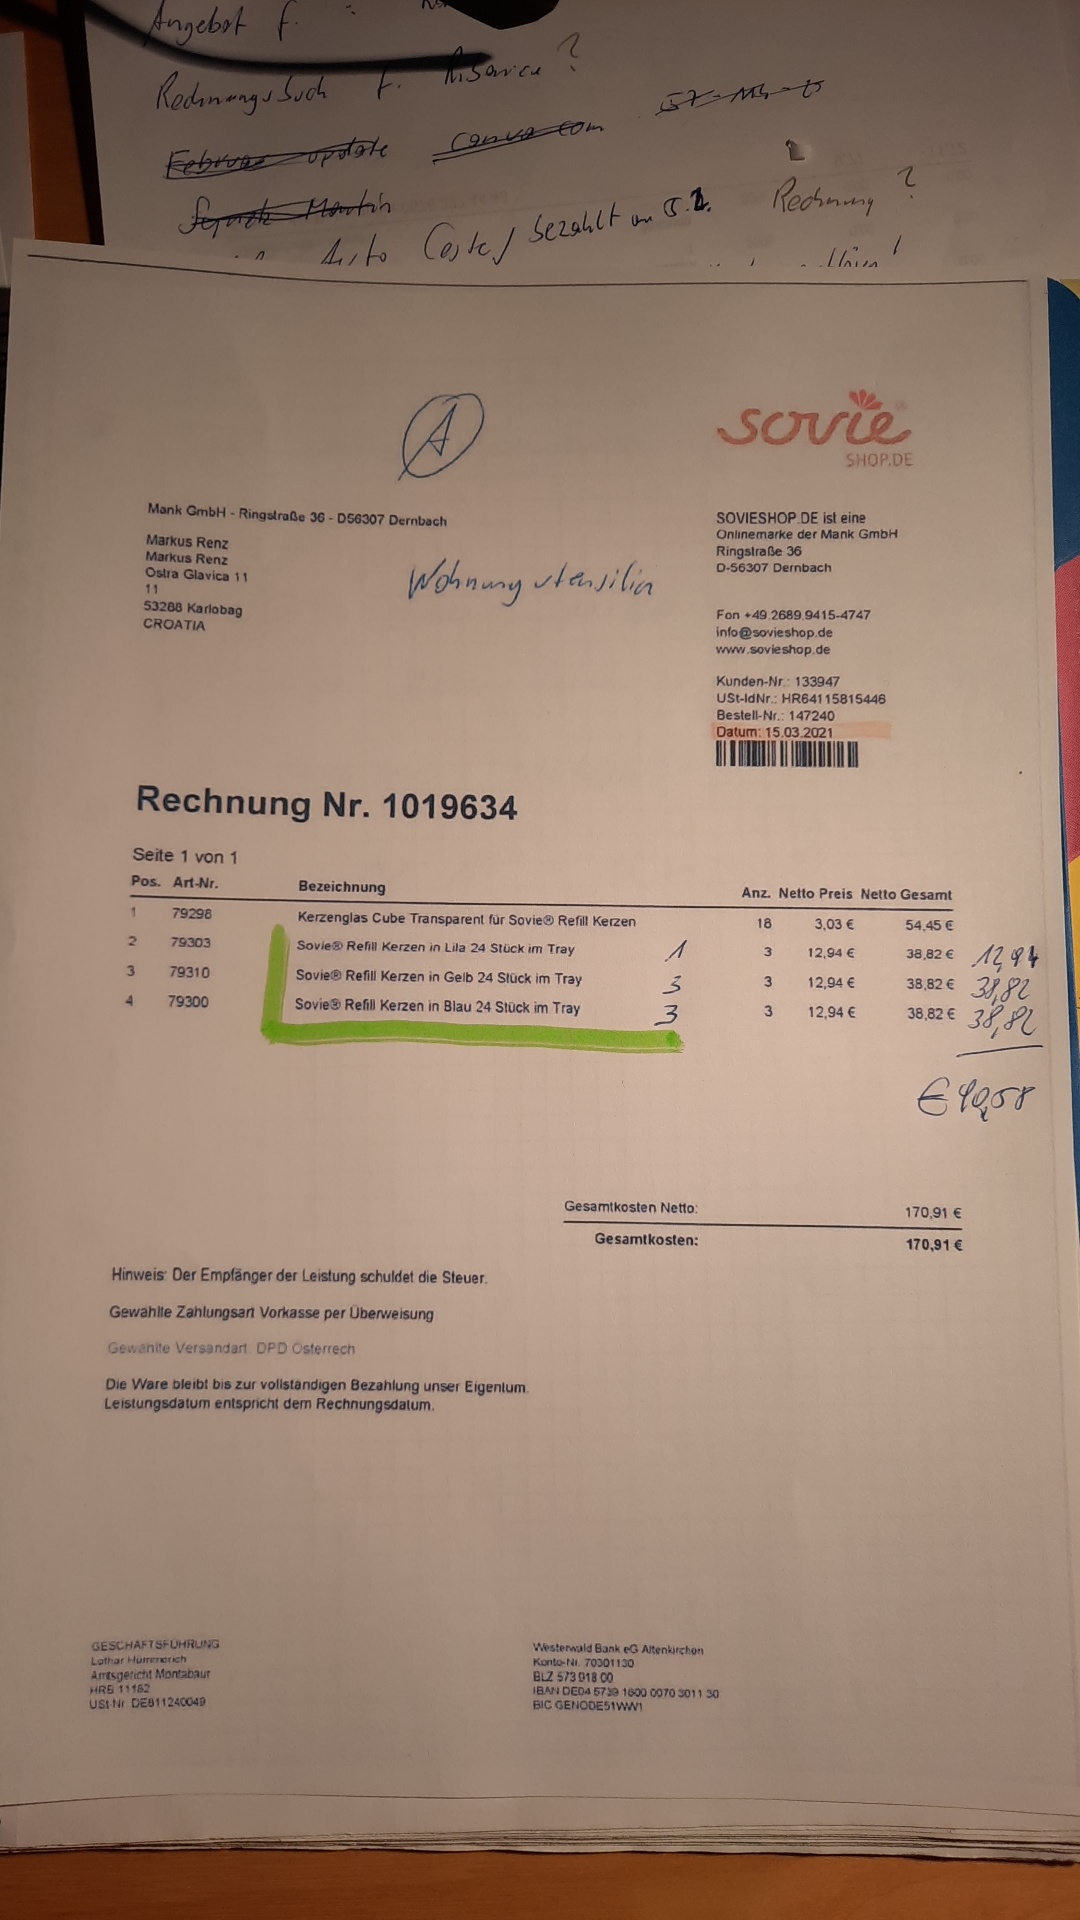 Angebot f. :
Rechnungsbuch f. ?
Februar update canva com
Martin
Auto Coste / bezahlt am 5.2. Rechnung ?
A
sovie
SHOP.DE
Mank GmbH - Ringstraße 36 - D56307 Dernbach
Markus Renz
Markus Renz
Ostra Glavica 11
11
53288 Karlobag
CROATIA
Wohnung utensilien
SOVIESHOP.DE ist eine
Onlinemarke der Mank GmbH
Ringstraße 36
D-56307 Dernbach
Fon +49.2689.9415-4747
info@sovieshop.de
www.sovieshop.de
Kunden-Nr.: 133947
USt-IdNr.: HR64115815446
Bestell-Nr.: 147240
Datum: 15.03.2021
Rechnung Nr. 1019634
Seite 1 von 1
Pos. Art-Nr. Bezeichnung Anz. Netto Preis Netto Gesamt
1 79298 Kerzenglas Cube Transparent für Sovie® Refill Kerzen 18 3,03 € 54,45 €
2 79303 Sovie® Refill Kerzen in Lila 24 Stück im Tray 1 3 12,94 € 38,82 € 12,94
3 79310 Sovie® Refill Kerzen in Gelb 24 Stück im Tray 3 3 12,94 € 38,82 € 38,82
4 79300 Sovie® Refill Kerzen in Blau 24 Stück im Tray 3 3 12,94 € 38,82 € 38,82
€ 90,58
Gesamtkosten Netto: 170,91 €
Gesamtkosten: 170,91 €
Hinweis: Der Empfänger der Leistung schuldet die Steuer.
Gewählte Zahlungsart Vorkasse per Überweisung
Gewählte Versandart. DPD Österrech
Die Ware bleibt bis zur vollständigen Bezahlung unser Eigentum.
Leistungsdatum entspricht dem Rechnungsdatum.
GESCHÄFTSFÜHRUNG
Lothar Hümmerich
Amtsgericht Montabaur
HRB 11182
USt-Nr DE811240049
Westerwald Bank eG Altenkirchen
Konto-Nr. 70301130
BLZ 573 918 00
IBAN DE04 5739 1800 0070 3011 30
BIC GENODE51WW1